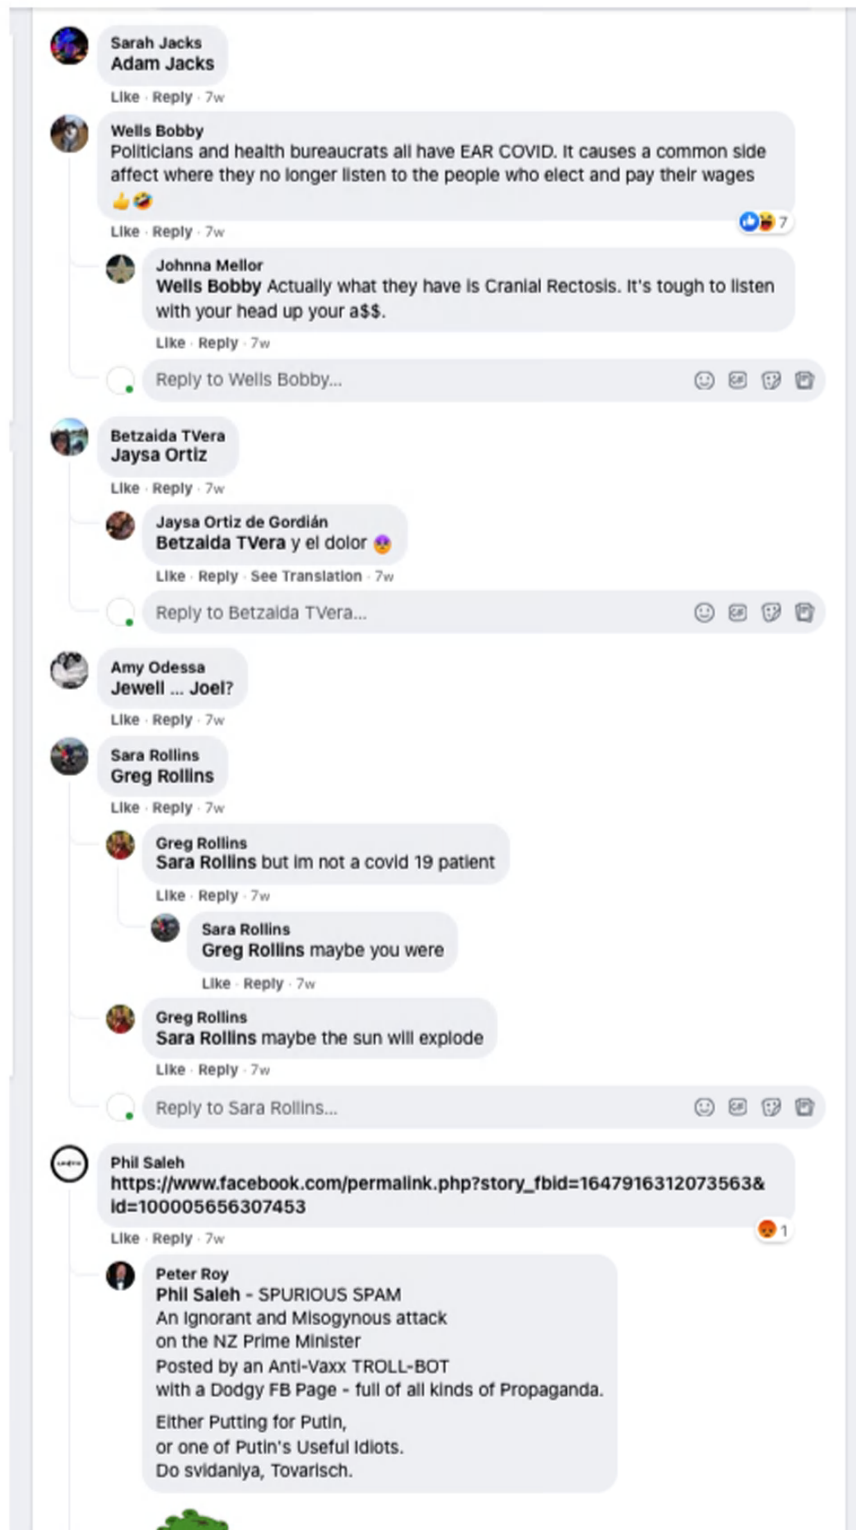 Sarah Jacks
Adam Jacks
Like · Reply · 7w
Wells Bobby
Politicians and health bureaucrats all have EAR COVID. It causes a common side
affect where they no longer listen to the people who elect and pay their wages
👍🤣
7
Like · Reply · 7w
Johnna Mellor
Wells Bobby Actually what they have is Cranial Rectosis. It's tough to listen
with your head up your a$$.
Like · Reply · 7w
Reply to Wells Bobby...
GIF
Betzaida TVera
Jaysa Ortiz
Like · Reply · 7w
Jaysa Ortiz de Gordián
Betzaida TVera y el dolor 😈
Like · Reply · See Translation · 7w
Reply to Betzaida TVera...
GIF
Amy Odessa
Jewell ... Joel?
Like · Reply · 7w
Sara Rollins
Greg Rollins
Like · Reply · 7w
Greg Rollins
Sara Rollins but im not a covid 19 patient
Like · Reply · 7w
Sara Rollins
Greg Rollins maybe you were
Like · Reply · 7w
Greg Rollins
Sara Rollins maybe the sun will explode
Like · Reply · 7w
Reply to Sara Rollins...
GIF
Phil Saleh
https://www.facebook.com/permalink.php?story_fbid=1647916312073563&
id=100005656307453
1
Like · Reply · 7w
Peter Roy
Phil Saleh - SPURIOUS SPAM
An Ignorant and Misogynous attack
on the NZ Prime Minister
Posted by an Anti-Vaxx TROLL-BOT
with a Dodgy FB Page - full of all kinds of Propaganda.
Either Putting for Putin,
or one of Putin's Useful Idiots.
Do svidaniya, Tovarisch.